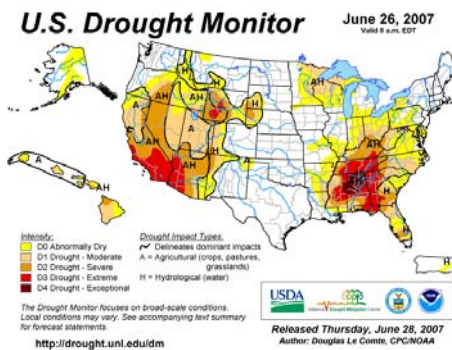 U.S. Drought Monitor
June 26, 2007
Valid 8 a.m. EDT
H
H
AH
A
AH
H
H
A
AH
A
A
AH
AH
H
A
AH
AH
H
H
Intensity:
D0 Abnormally Dry
D1 Drought - Moderate
D2 Drought - Severe
D3 Drought - Extreme
D4 Drought - Exceptional
Drought Impact Types:
Delineates dominant impacts
A = Agricultural (crops, pastures,
grasslands)
H = Hydrological (water)
The Drought Monitor focuses on broad-scale conditions.
Local conditions may vary. See accompanying text summary
for forecast statements.
http://drought.unl.edu/dm
USDA
National Drought Mitigation Center
Released Thursday, June 28, 2007
Author: Douglas Le Comte, CPC/NOAA